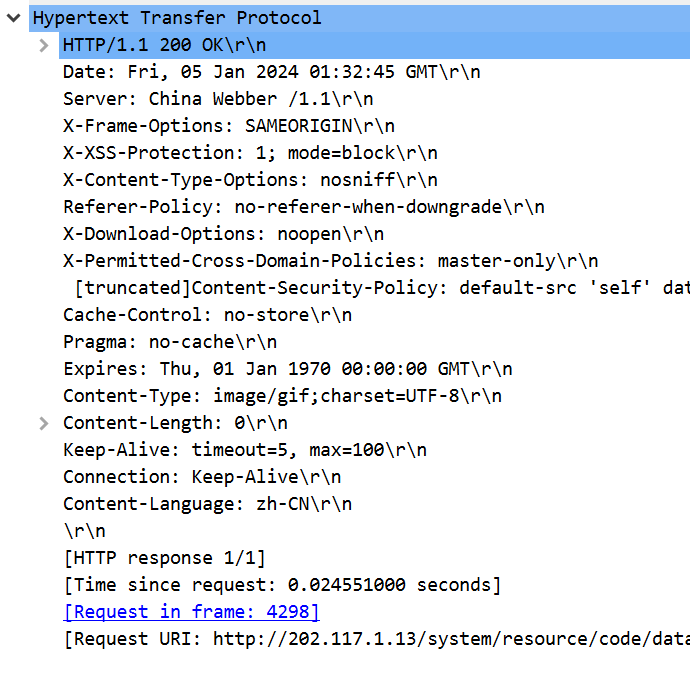 Hypertext Transfer Protocol
HTTP/1.1 200 OK\r\n
Date: Fri, 05 Jan 2024 01:32:45 GMT\r\n
Server: China Webber /1.1\r\n
X-Frame-Options: SAMEORIGIN\r\n
X-XSS-Protection: 1; mode=block\r\n
X-Content-Type-Options: nosniff\r\n
Referer-Policy: no-referer-when-downgrade\r\n
X-Download-Options: noopen\r\n
X-Permitted-Cross-Domain-Policies: master-only\r\n
[truncated]Content-Security-Policy: default-src 'self' dat
Cache-Control: no-store\r\n
Pragma: no-cache\r\n
Expires: Thu, 01 Jan 1970 00:00:00 GMT\r\n
Content-Type: image/gif;charset=UTF-8\r\n
Content-Length: 0\r\n
Keep-Alive: timeout=5, max=100\r\n
Connection: Keep-Alive\r\n
Content-Language: zh-CN\r\n
\r\n
[HTTP response 1/1]
[Time since request: 0.024551000 seconds]
[Request in frame: 4298]
[Request URI: http://202.117.1.13/system/resource/code/data